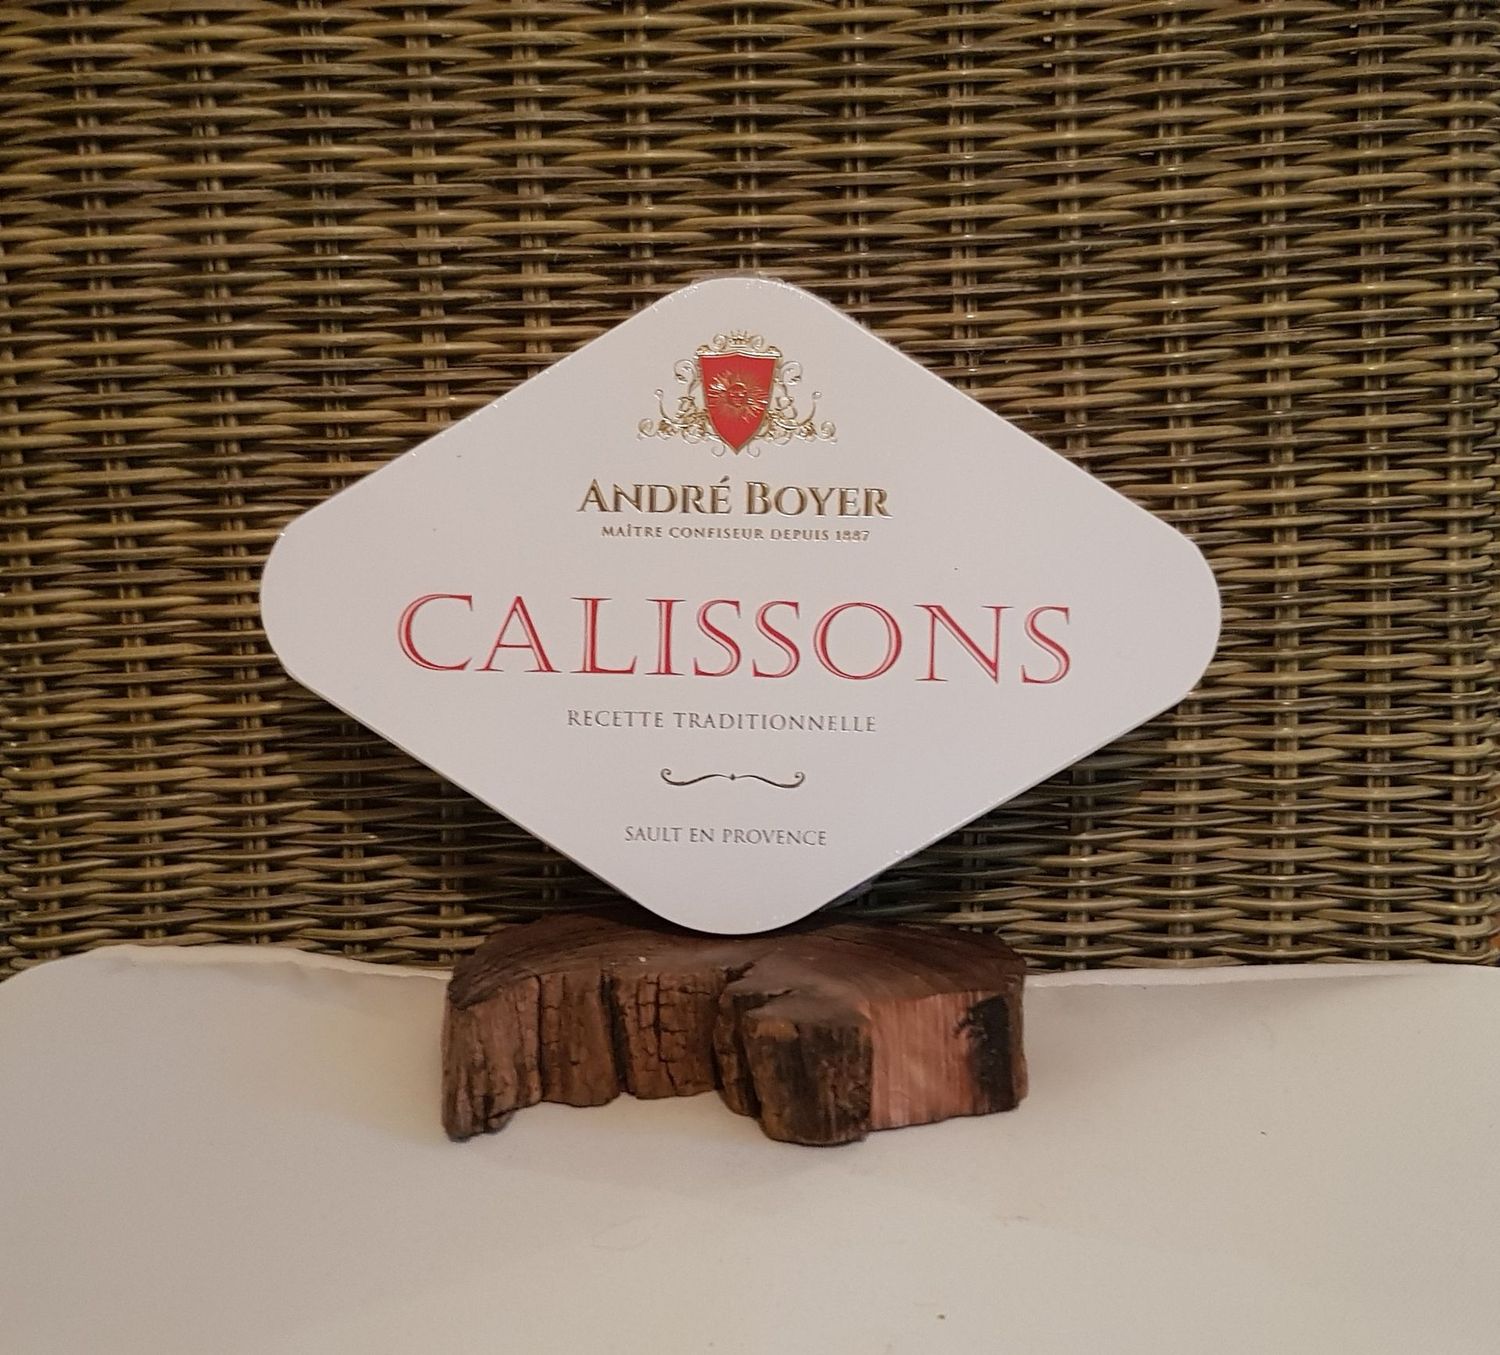 ANDRÉ BOYER
MAÎTRE CONFISEUR DEPUIS 1887
CALISSONS
RECETTE TRADITIONNELLE
SAULT EN PROVENCE